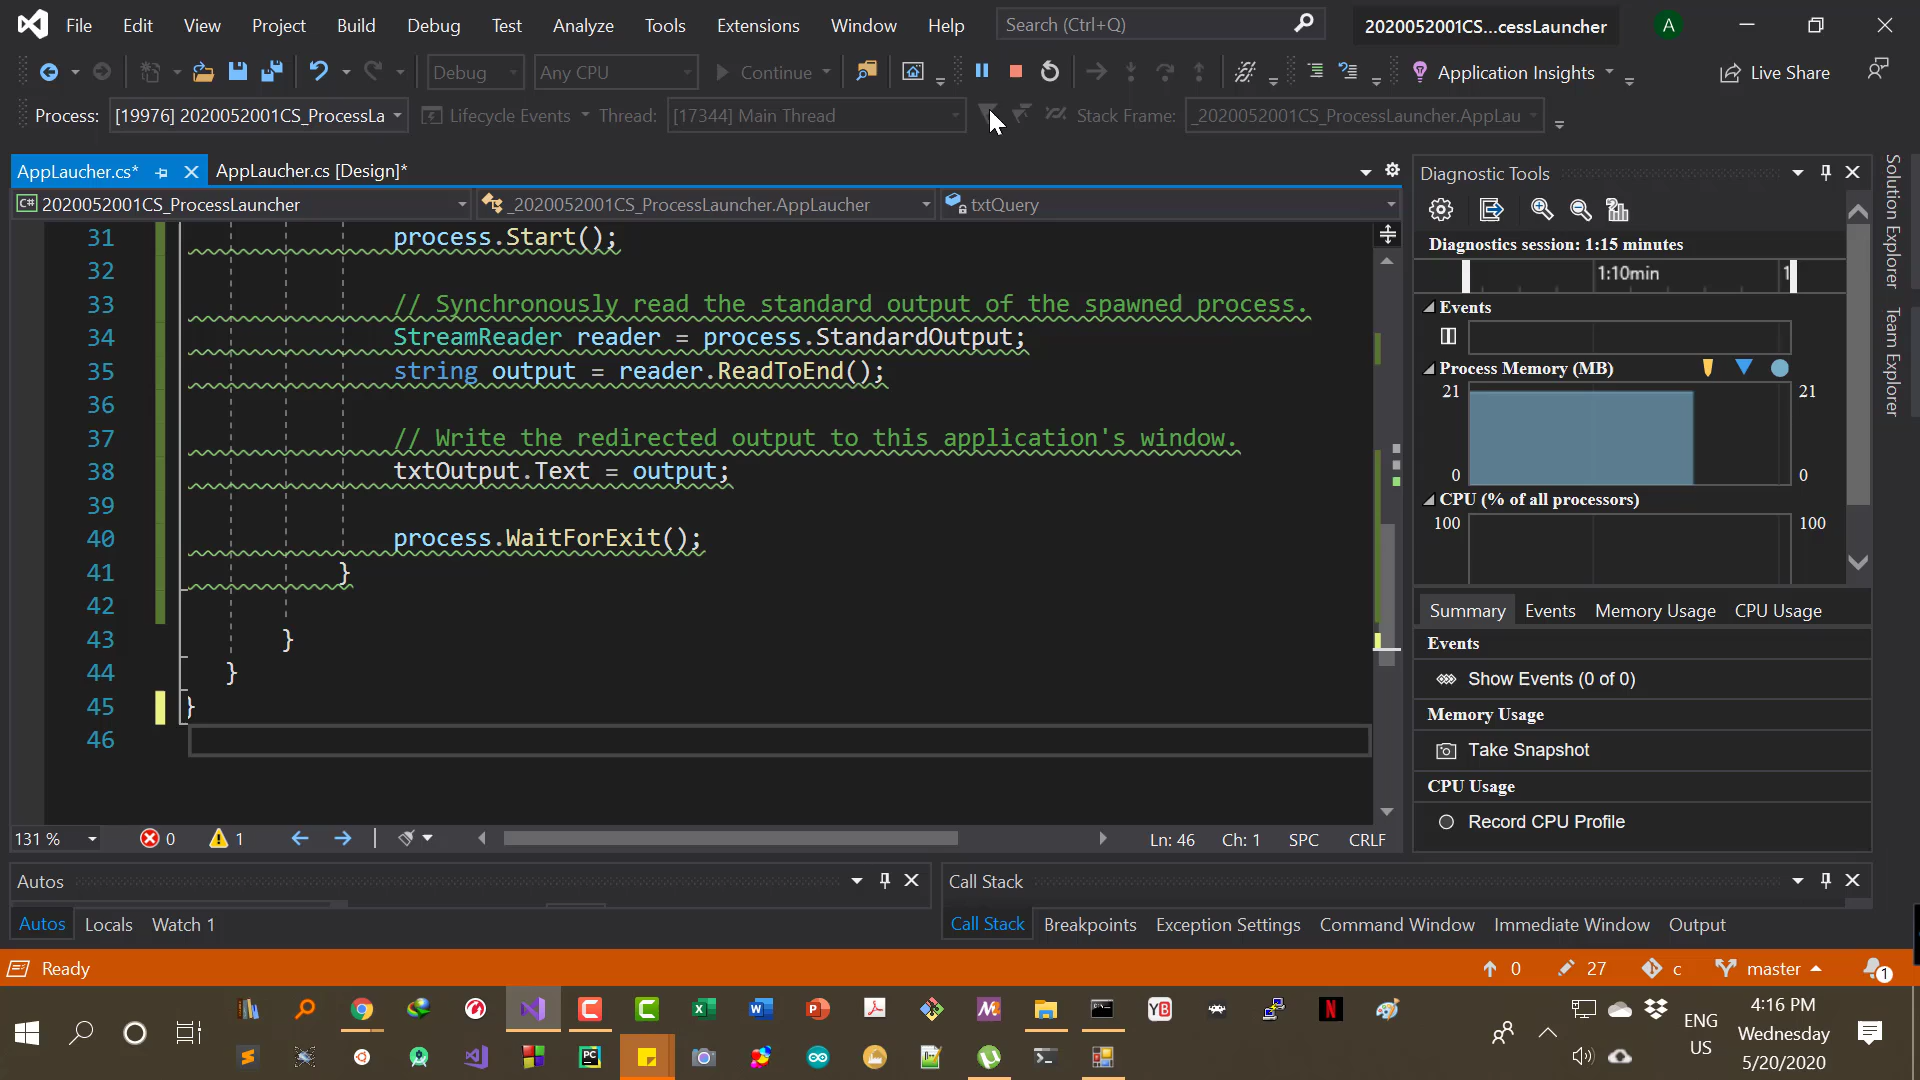 File Edit View Project Build Debug Test Analyze Tools Extensions Window Help Search (Ctrl+Q) 2020052001CS...cessLauncher A
Debug Any CPU Continue Application Insights Live Share
Process: [19976] 2020052001CS_ProcessLa Lifecycle Events Thread: [17344] Main Thread Stack Frame: _2020052001CS_ProcessLauncher.AppLau
AppLaucher.cs* AppLaucher.cs [Design]*
C# 2020052001CS_ProcessLauncher _2020052001CS_ProcessLauncher.AppLaucher txtQuery
31 process.Start();
32
33 // Synchronously read the standard output of the spawned process.
34 StreamReader reader = process.StandardOutput;
35 string output = reader.ReadToEnd();
36
37 // Write the redirected output to this application's window.
38 txtOutput.Text = output;
39
40 process.WaitForExit();
41 }
42
43 }
44 }
45 }
46
131 % 0 1 Ln: 46 Ch: 1 SPC CRLF
Diagnostic Tools
Diagnostics session: 1:15 minutes
1:10min 1
Events
Process Memory (MB)
21 21
0 0
CPU (% of all processors)
100 100
Summary Events Memory Usage CPU Usage
Events
Show Events (0 of 0)
Memory Usage
Take Snapshot
CPU Usage
Record CPU Profile
Solution Explorer
Team Explorer
Autos
Autos Locals Watch 1
Call Stack
Call Stack Breakpoints Exception Settings Command Window Immediate Window Output
Ready 0 27 c master 1
ENG
US
4:16 PM
Wednesday
5/20/2020